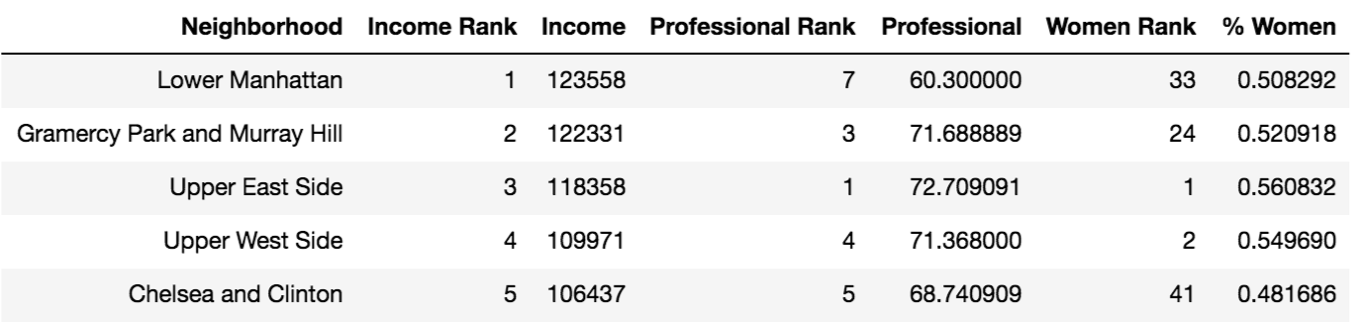 Neighborhood Income Rank Income Professional Rank Professional Women Rank % Women
Lower Manhattan 1 123558 7 60.300000 33 0.508292
Gramercy Park and Murray Hill 2 122331 3 71.688889 24 0.520918
Upper East Side 3 118358 1 72.709091 1 0.560832
Upper West Side 4 109971 4 71.368000 2 0.549690
Chelsea and Clinton 5 106437 5 68.740909 41 0.481686